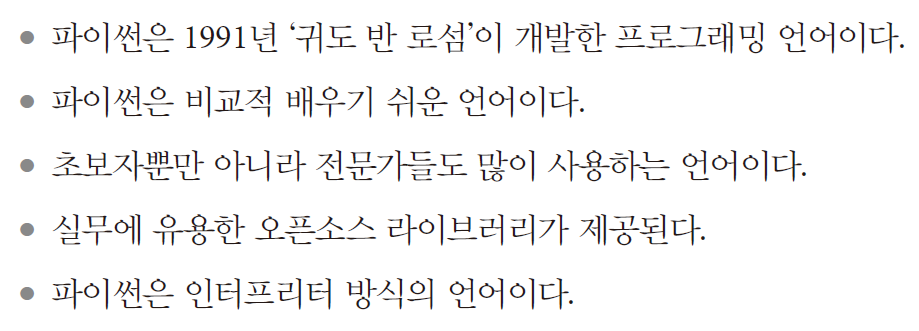 ● 파이썬은 1991년 ‘귀도 반 로섬’이 개발한 프로그래밍 언어이다.
● 파이썬은 비교적 배우기 쉬운 언어이다.
● 초보자뿐만 아니라 전문가들도 많이 사용하는 언어이다.
● 실무에 유용한 오픈소스 라이브러리가 제공된다.
● 파이썬은 인터프리터 방식의 언어이다.